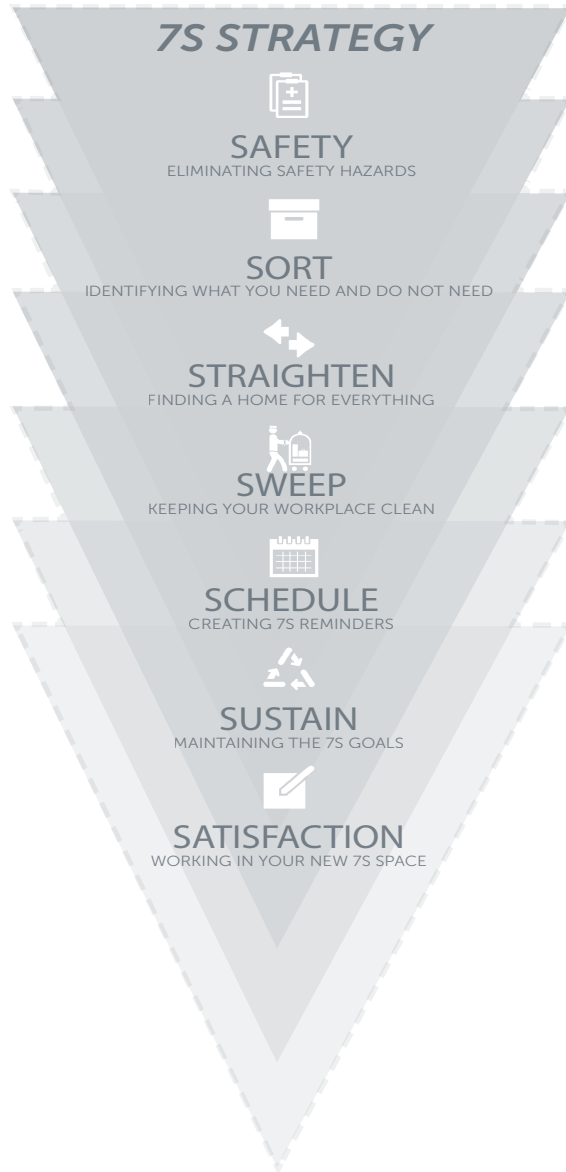 7S STRATEGY
SAFETY
ELIMINATING SAFETY HAZARDS
SORT
IDENTIFYING WHAT YOU NEED AND DO NOT NEED
STRAIGHTEN
FINDING A HOME FOR EVERYTHING
SWEEP
KEEPING YOUR WORKPLACE CLEAN
SCHEDULE
CREATING 7S REMINDERS
SUSTAIN
MAINTAINING THE 7S GOALS
SATISFACTION
WORKING IN YOUR NEW 7S SPACE